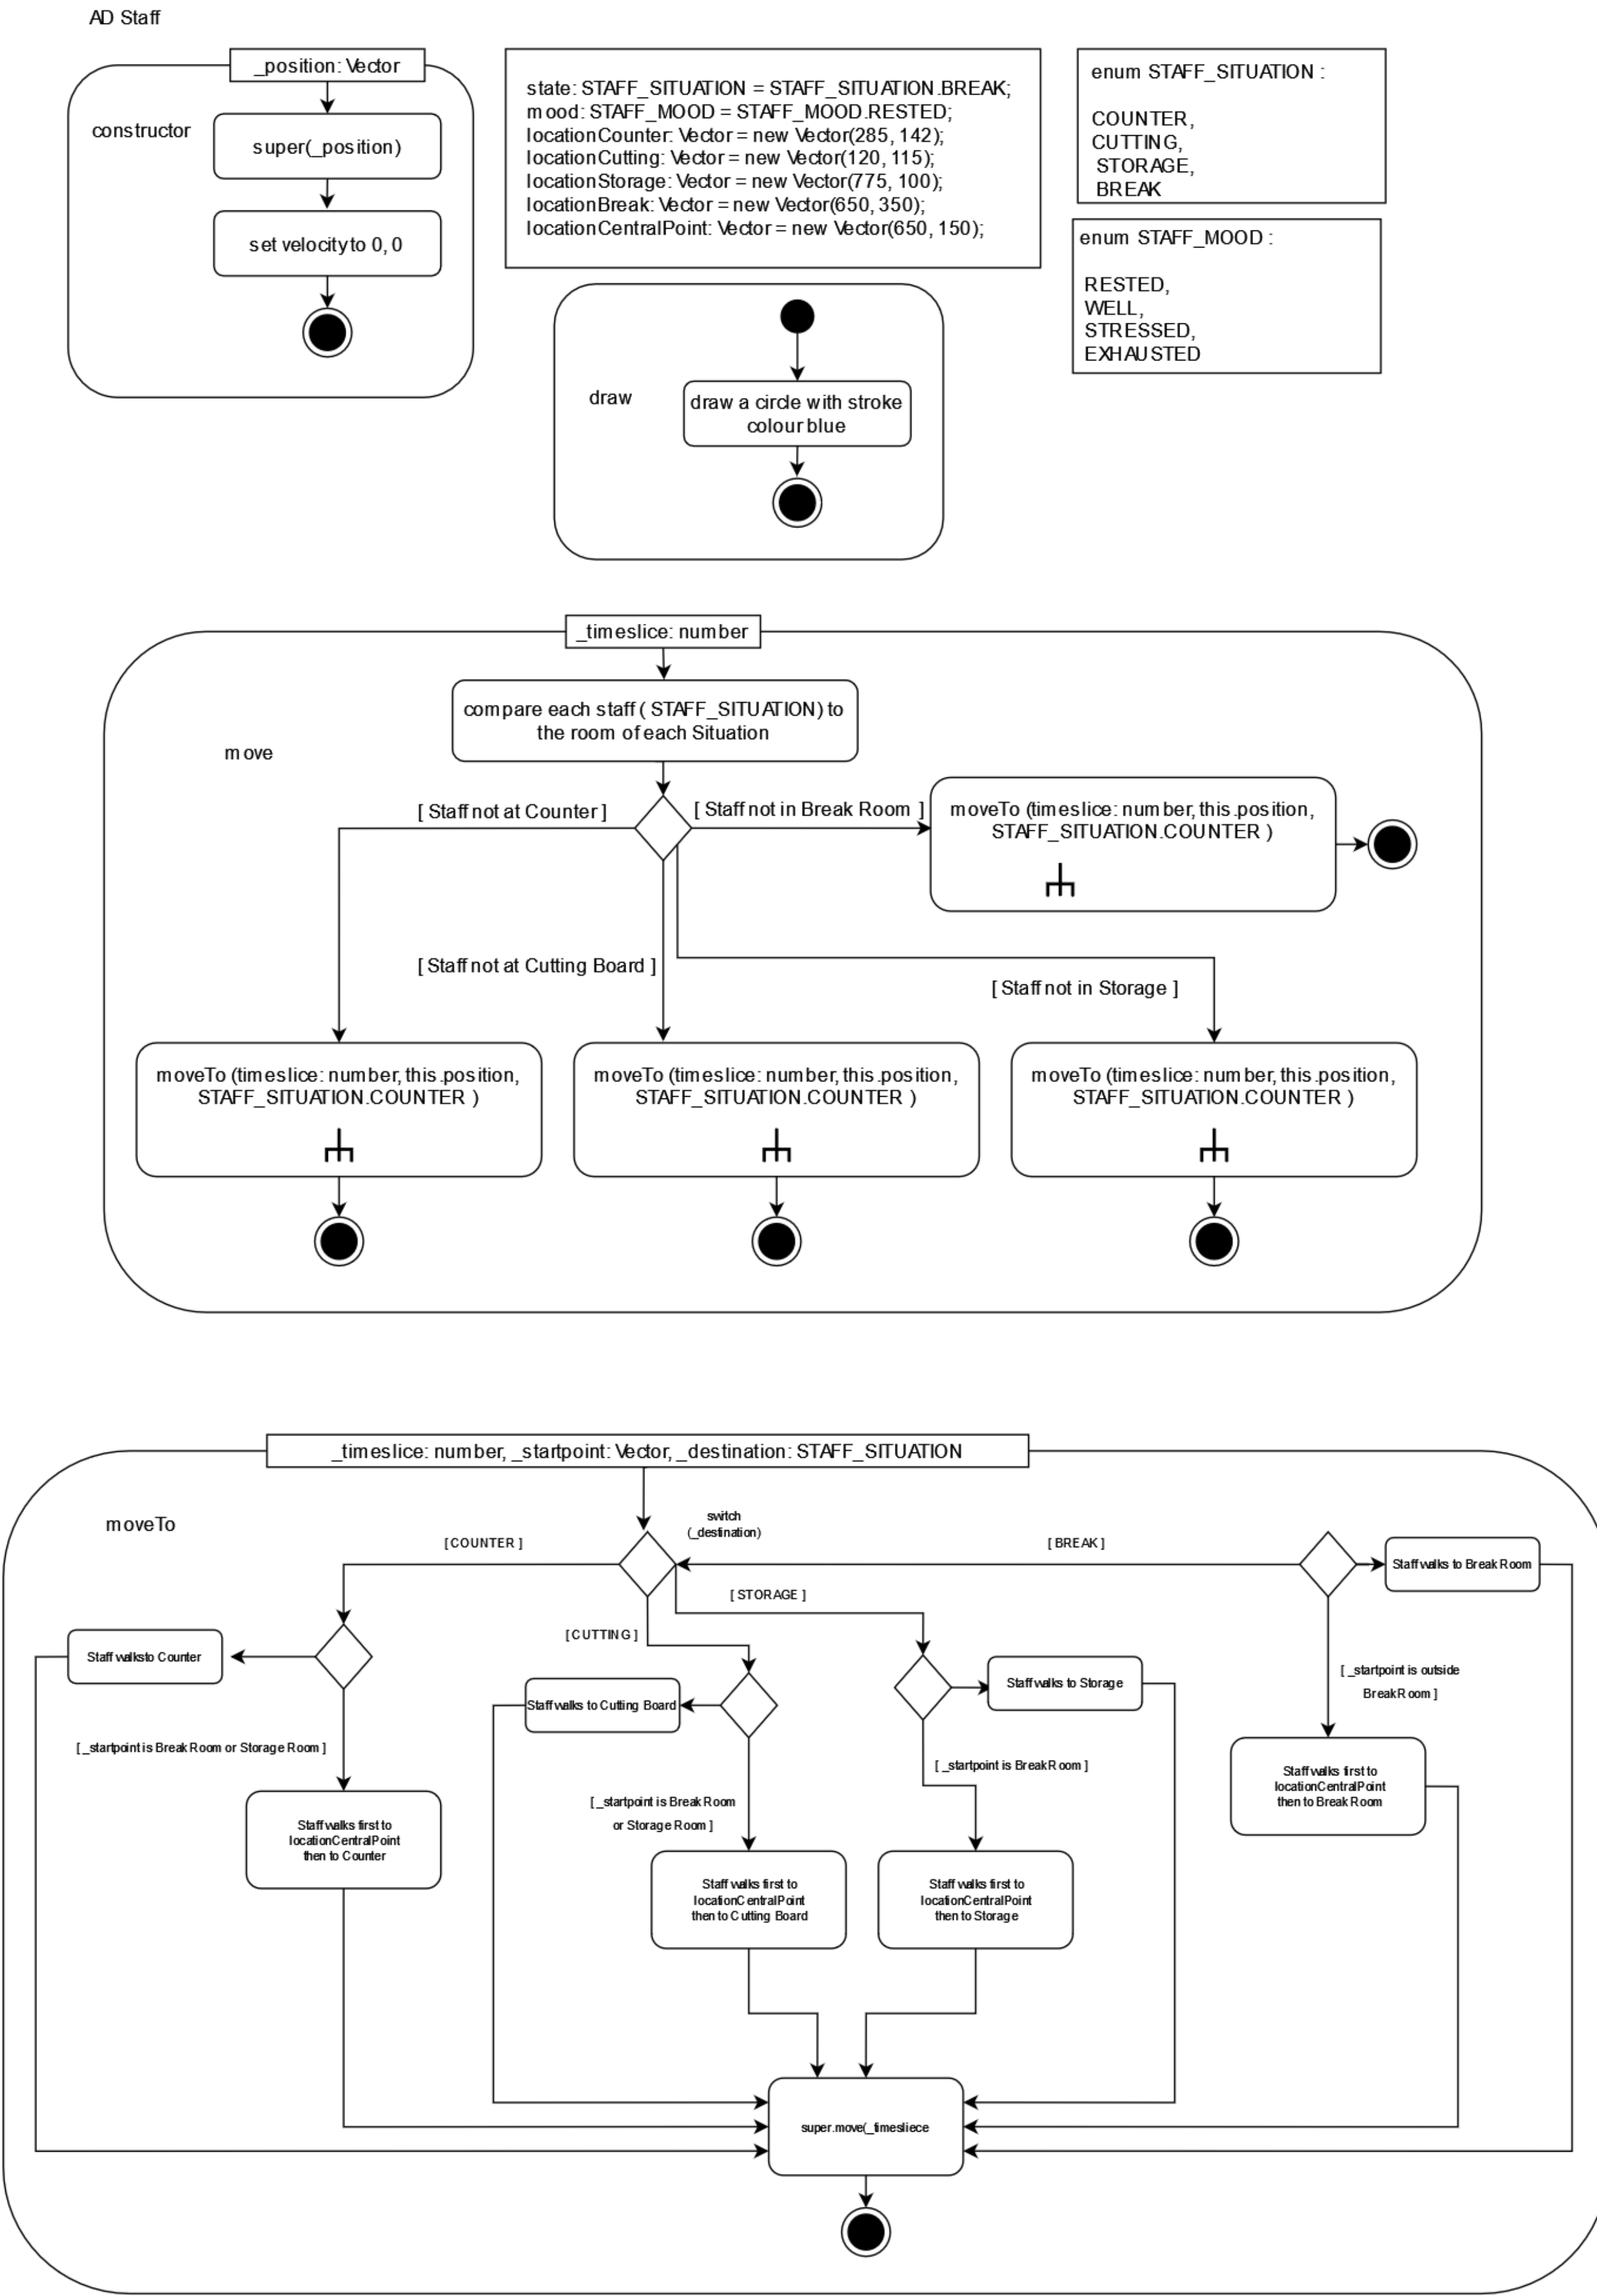 AD Staff
_position: Vector
constructor
super(_position)
set velocity to 0, 0
state: STAFF_SITUATION = STAFF_SITUATION.BREAK;
mood: STAFF_MOOD = STAFF_MOOD.RESTED;
locationCounter: Vector = new Vector(285, 142);
locationCutting: Vector = new Vector(120, 115);
locationStorage: Vector = new Vector(775, 100);
locationBreak: Vector = new Vector(650, 350);
locationCentralPoint: Vector = new Vector(650, 150);
enum STAFF_SITUATION :
COUNTER,
CUTTING,
STORAGE,
BREAK
enum STAFF_MOOD :
RESTED,
WELL,
STRESSED,
EXHAUSTED
draw
draw a circle with stroke
colour blue
_timeslice: number
compare each staff ( STAFF_SITUATION) to
the room of each Situation
move
[ Staff not at Counter ]
[ Staff not in Break Room ]
moveTo (timeslice: number, this.position,
STAFF_SITUATION.COUNTER )
[ Staff not at Cutting Board ]
[ Staff not in Storage ]
moveTo (timeslice: number, this.position,
STAFF_SITUATION.COUNTER )
moveTo (timeslice: number, this.position,
STAFF_SITUATION.COUNTER )
moveTo (timeslice: number, this.position,
STAFF_SITUATION.COUNTER )
_timeslice: number, _startpoint: Vector, _destination: STAFF_SITUATION
moveTo
switch
(_destination)
[COUNTER ]
[ BREAK ]
Staff walks to Break Room
[ STORAGE ]
[CUTTING ]
Staff walksto Counter
Staff walks to Cutting Board
Staff walks to Storage
[ _startpoint is outside
BreakRoom ]
[ _startpoint is Break Room or Storage Room ]
[ _startpoint is BreakRoom ]
Staff walks first to
locationCentralPoint
then to Break Room
[ _startpoint is Break Room
or Storage Room ]
Staff walks first to
locationCentralPoint
then to Counter
Staff walks first to
locationCentralPoint
then to Cutting Board
Staff walks first to
locationCentralPoint
then to Storage
super.move(_timesliece